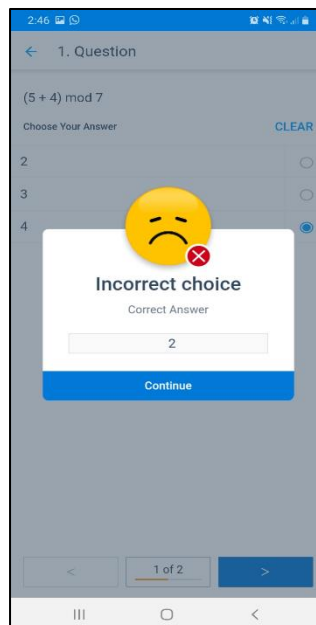 2:46
1. Question
(5 + 4) mod 7
Choose Your Answer CLEAR
2
3
4
Incorrect choice
Correct Answer
2
Continue
< 1 of 2 >